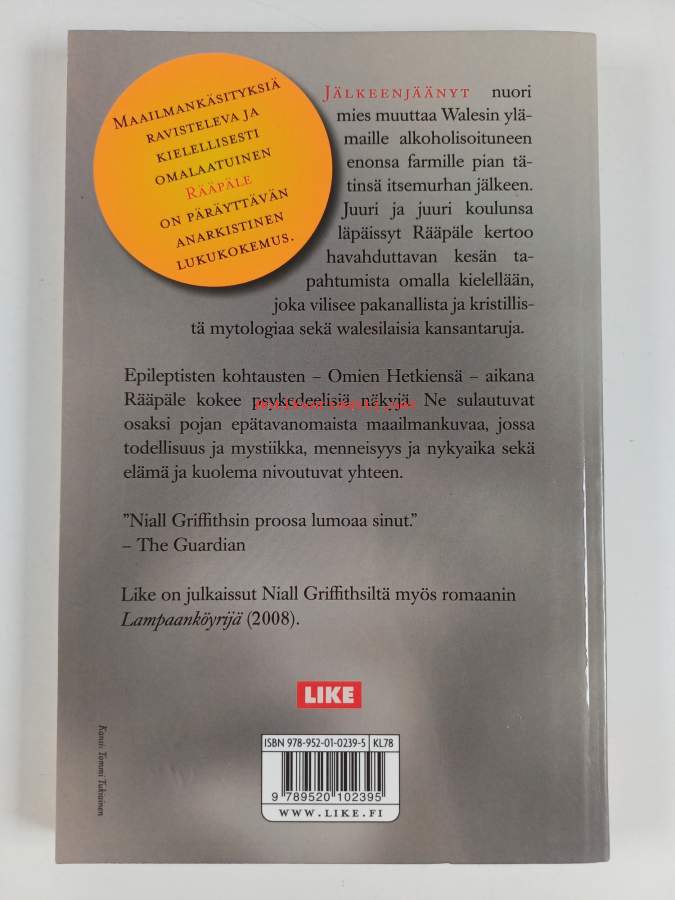 MAAILMANKÄSITYKSIÄ
RAVISTELEVA JA
KIELELLISESTI
OMALAATUINEN
RÄÄPÄLE
ON PÄRÄYTTÄVÄN
ANARKISTINEN
LUKUKOKEMUS.
JÄLKEENJÄÄNYT nuori
mies muuttaa Walesin ylä-
maille alkoholisoituneen
enonsa farmille pian tä-
tinsä itsemurhan jälkeen.
Juuri ja juuri koulunsa
läpäissyt Rääpäle kertoo
havahduttavan kesän ta-
pahtumista omalla kielellään,
joka vilisee pakanallista ja kristillis-
tä mytologiaa sekä walesilaisia kansantaruja.
Epileptisten kohtausten – Omien Hetkiensä – aikana
Rääpäle kokee psykedeelisiä näkyjä. Ne sulautuvat
osaksi pojan epätavanomaista maailmankuvaa, jossa
todellisuus ja mystiikka, menneisyys ja nykyaika sekä
elämä ja kuolema nivoutuvat yhteen.
”Niall Griffithsin proosa lumoaa sinut.”
– The Guardian
Like on julkaissut Niall Griffithsiltä myös romaanin
Lampaanköyrijä (2008).
LIKE
ISBN 978-952-01-0239-5 KL78
9 789520 102395
WWW.LIKE.FI
Kansi: Tommi Tukiainen